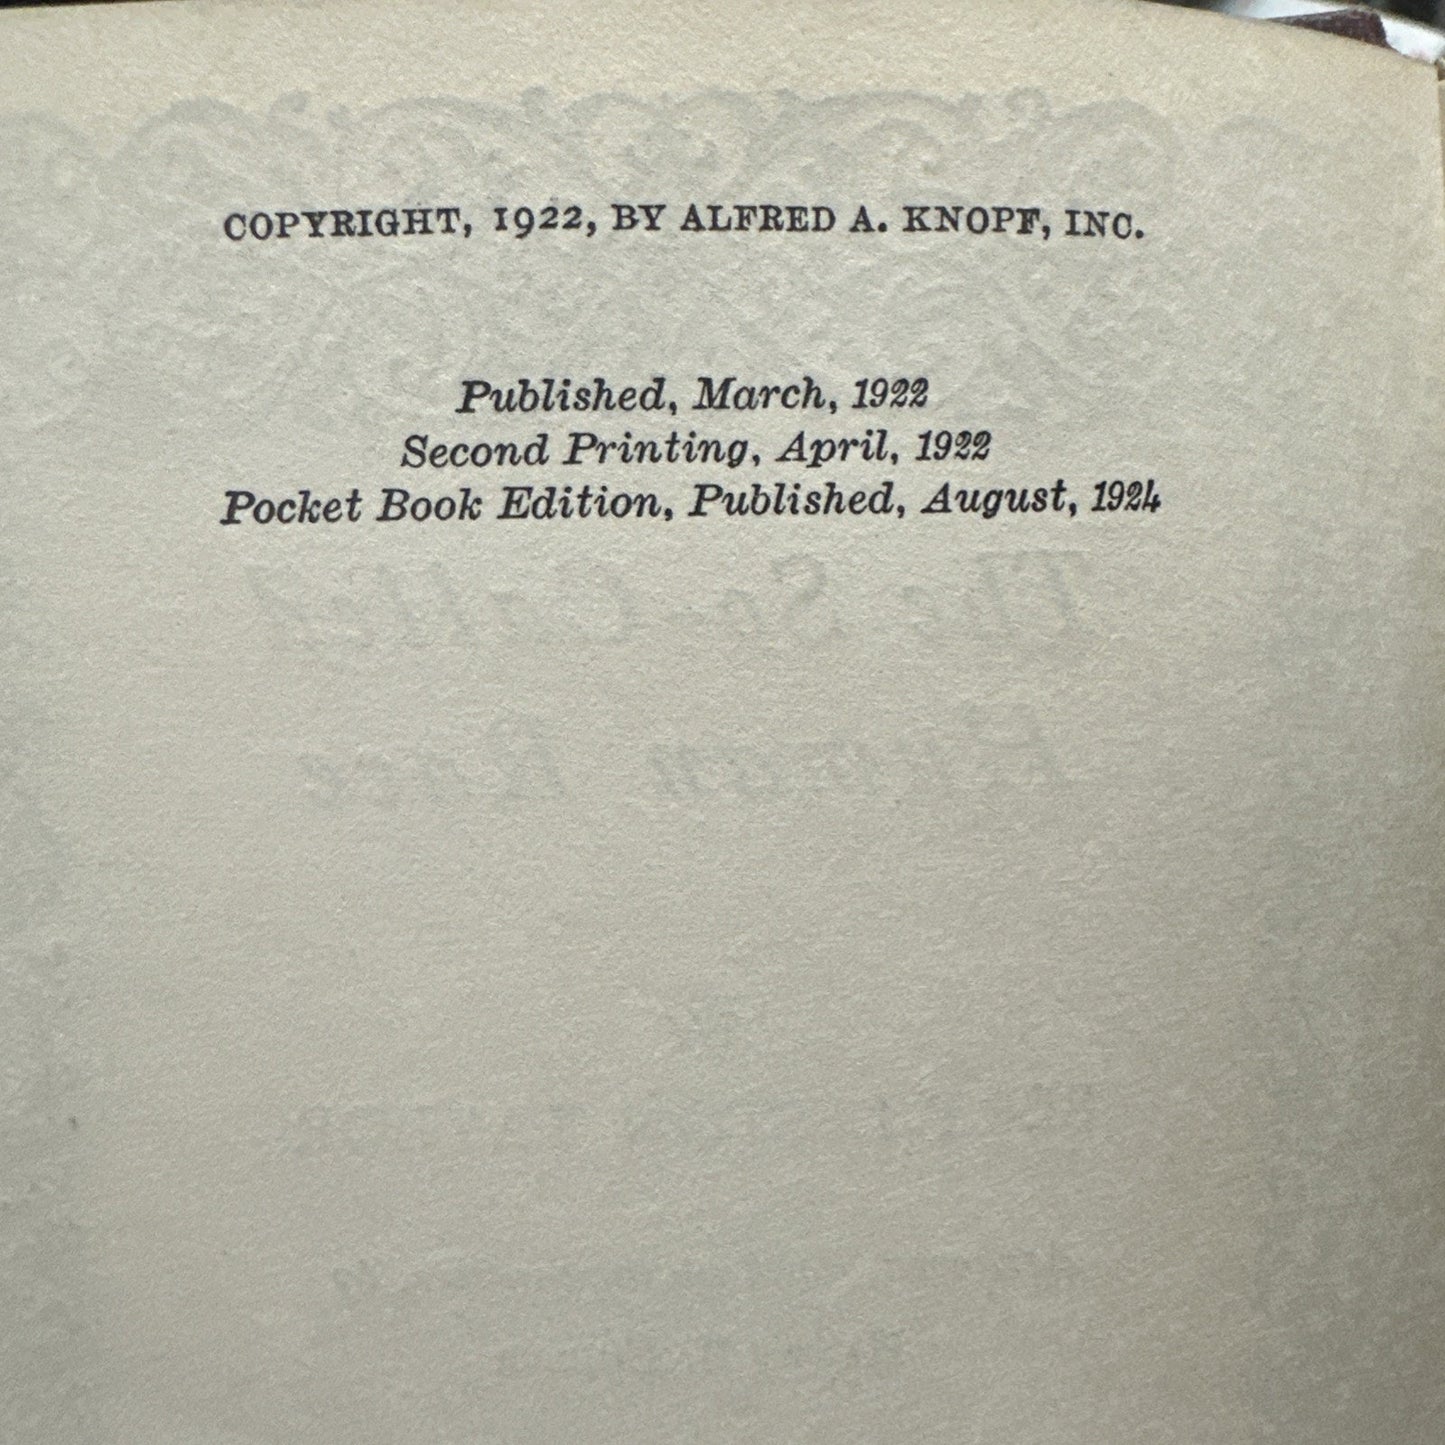 COPYRIGHT, 1922, BY ALFRED A. KNOPF, INC.
Published, March, 1922
Second Printing, April, 1922
Pocket Book Edition, Published, August, 1924